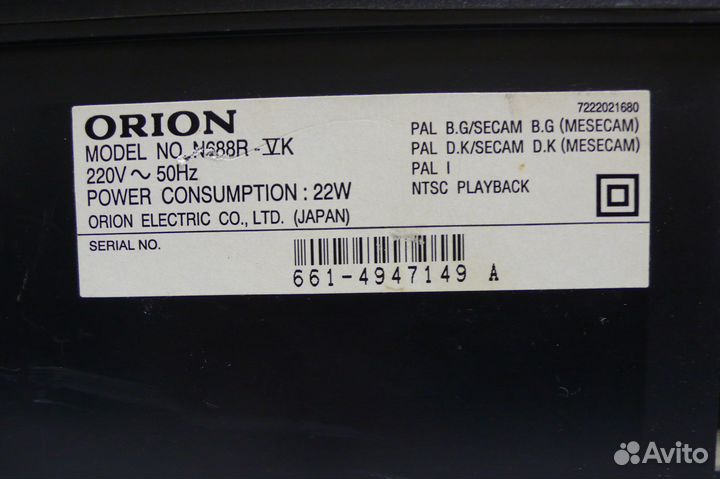 7222021680
ORION
MODEL NO. N688R-VK
220V ~ 50Hz
POWER CONSUMPTION : 22W
ORION ELECTRIC CO., LTD. (JAPAN)
PAL B.G/SECAM B.G (MESECAM)
PAL D.K/SECAM D.K (MESECAM)
PAL I
NTSC PLAYBACK
SERIAL NO.
661-4947149 A
Avito